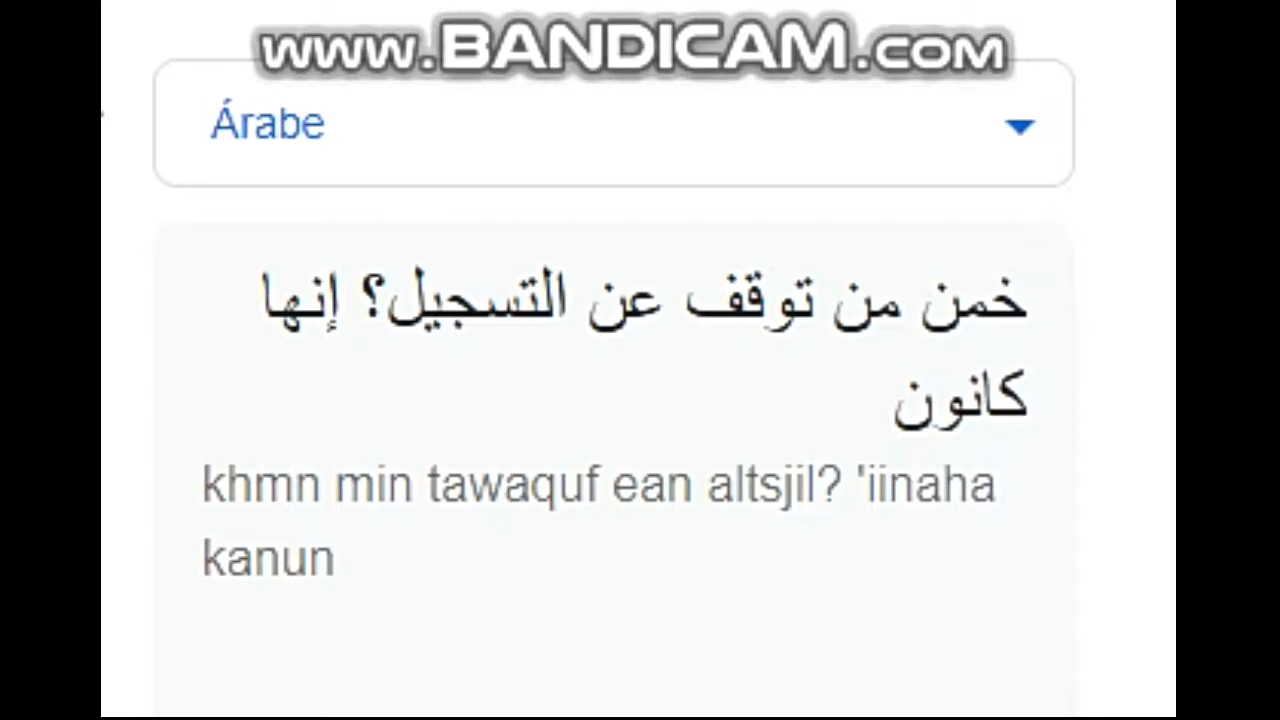 www.BANDICAM.com
Árabe
خمن من توقف عن التسجيل؟ إنها
كانون
khmn min tawaquf ean altsjil? 'iinaha
kanun